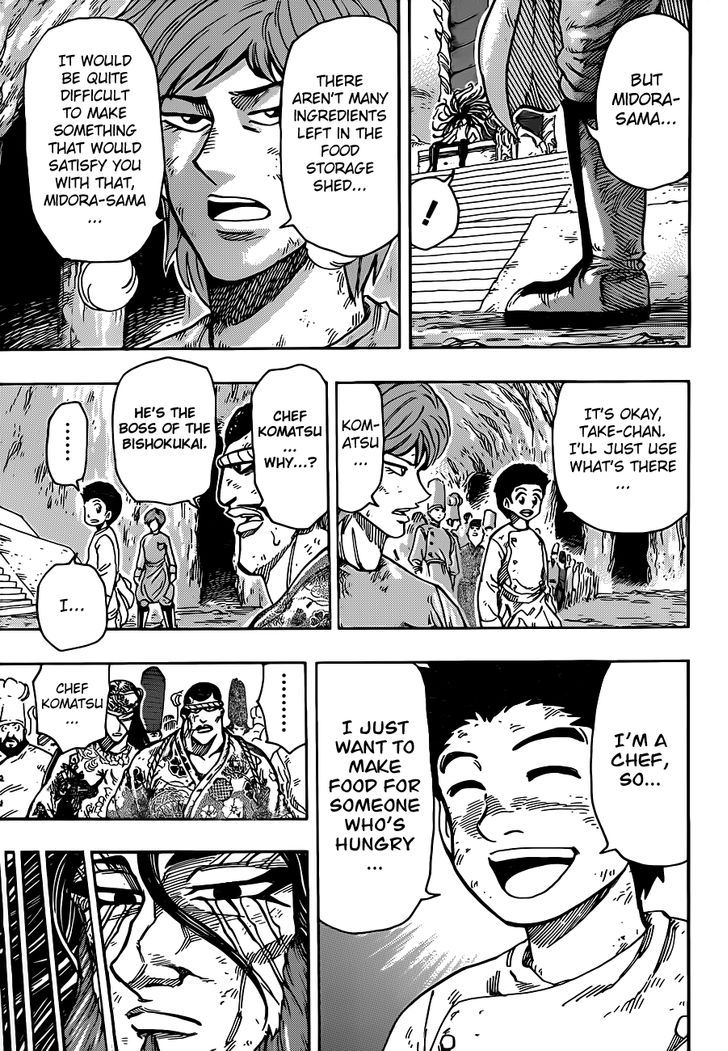 BUT
MIDORA-
SAMA...
!
THERE
AREN'T MANY
INGREDIENTS
LEFT IN THE
FOOD
STORAGE
SHED...
IT WOULD
BE QUITE
DIFFICULT
TO MAKE
SOMETHING
THAT WOULD
SATISFY YOU
WITH THAT,
MIDORA-SAMA
...
IT'S OKAY,
TAKE-CHAN.
I'LL JUST USE
WHAT'S THERE
...
KOM-
ATSU
...
CHEF
KOMATSU
... WHY...?
HE'S THE
BOSS OF THE
BISHOKUKAI.
......
I...
I'M A
CHEF,
SO...
I JUST
WANT TO
MAKE
FOOD FOR
SOMEONE
WHO'S
HUNGRY
...
......
CHEF
KOMATSU
...